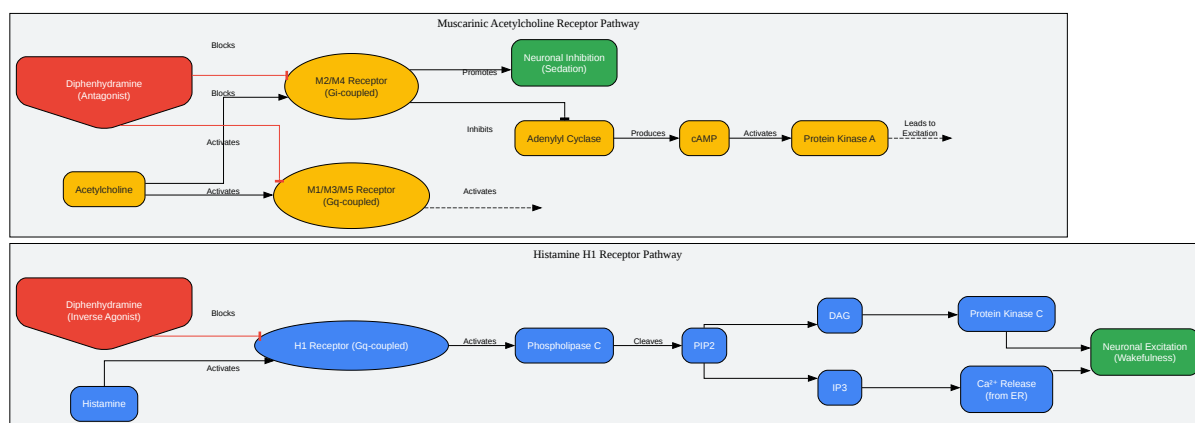 Muscarinic Acetylcholine Receptor Pathway
Blocks
Diphenhydramine
(Antagonist)
M2/M4 Receptor
(Gi-coupled)
Promotes
Neuronal Inhibition
(Sedation)
Blocks
Inhibits
Adenylyl Cyclase
Produces
cAMP
Activates
Protein Kinase A
Leads to
Excitation
Activates
Acetylcholine
Activates
M1/M3/M5 Receptor
(Gq-coupled)
Activates
Histamine H1 Receptor Pathway
Diphenhydramine
(Inverse Agonist)
Blocks
H1 Receptor (Gq-coupled)
Activates
Phospholipase C
Cleaves
PIP2
DAG
Protein Kinase C
Neuronal Excitation
(Wakefulness)
Activates
Histamine
IP3
Ca²⁺ Release
(from ER)